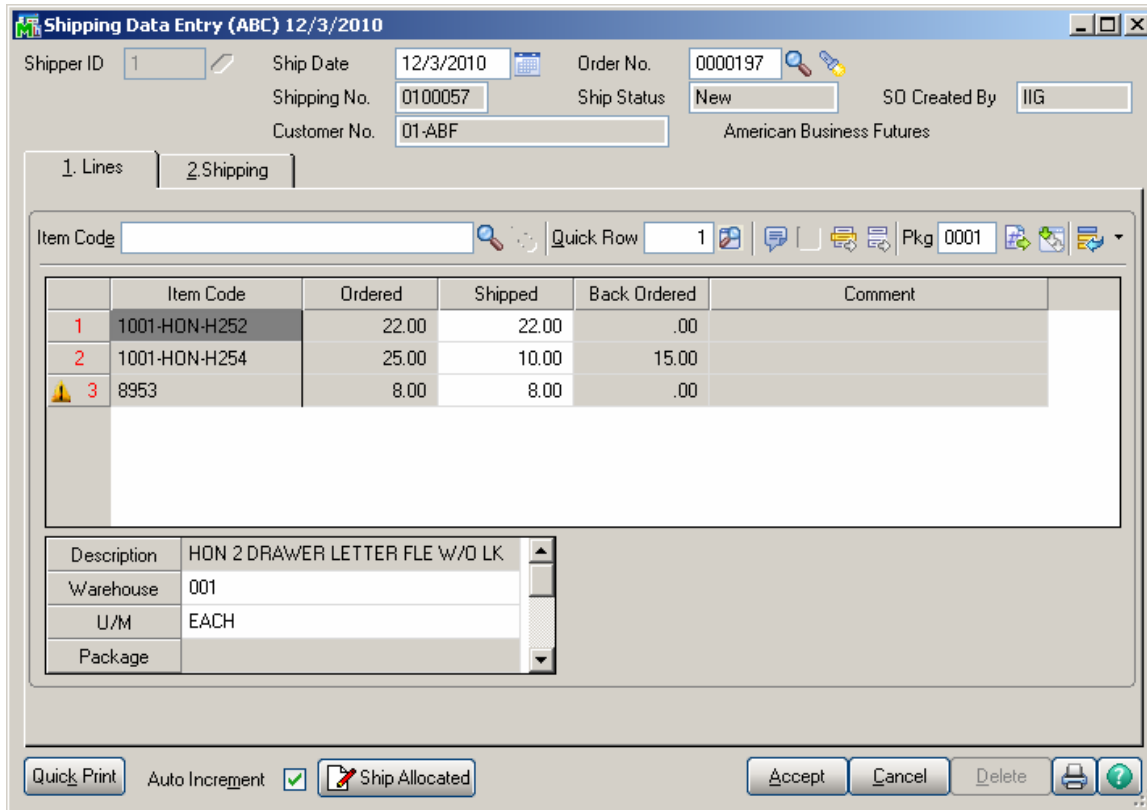 Shipping Data Entry (ABC) 12/3/2010
Shipper ID 1 Ship Date 12/3/2010 Order No. 0000197
Shipping No. 0100057 Ship Status New SO Created By IIG
Customer No. 01-ABF American Business Futures
1. Lines 2.Shipping
Item Code Quick Row 1 Pkg 0001
Item Code Ordered Shipped Back Ordered Comment
1 1001-HON-H252 22.00 22.00 .00
2 1001-HON-H254 25.00 10.00 15.00
3 8953 8.00 8.00 .00
Description HON 2 DRAWER LETTER FLE W/O LK
Warehouse 001
U/M EACH
Package
Quick Print Auto Increment Ship Allocated Accept Cancel Delete